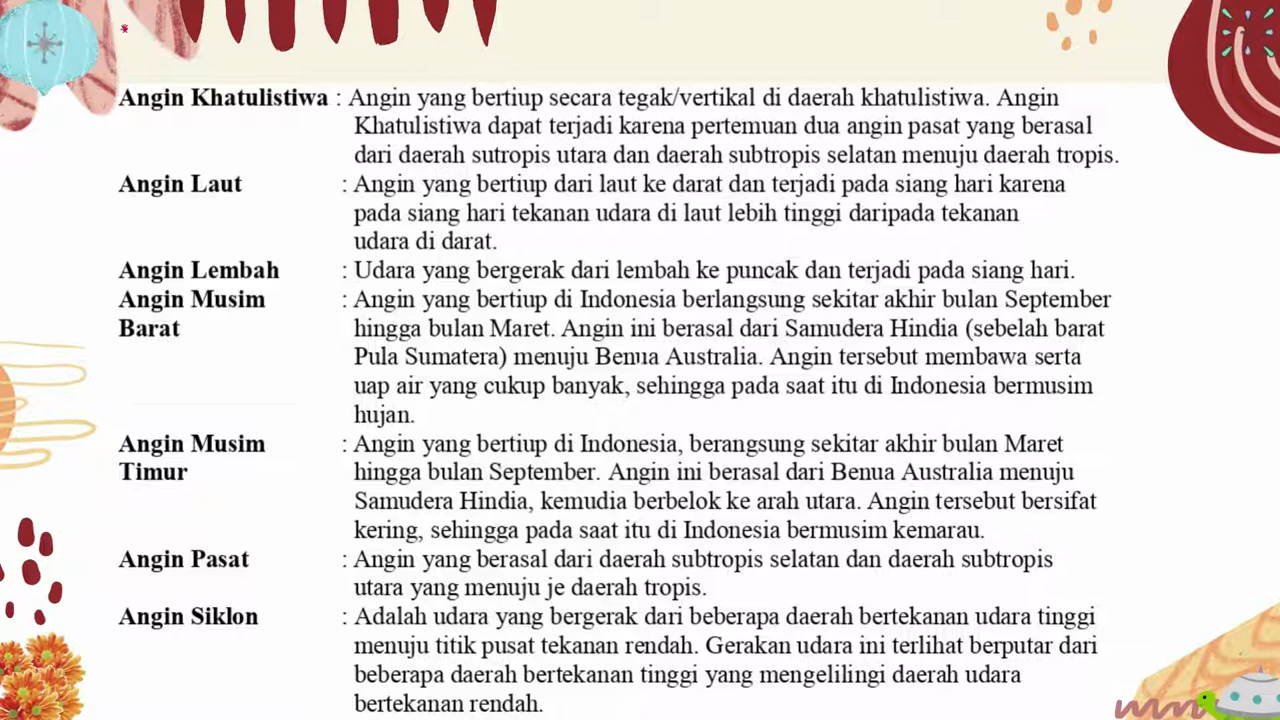 Angin Khatulistiwa : Angin yang bertiup secara tegak/vertikal di daerah khatulistiwa. Angin
Khatulistiwa dapat terjadi karena pertemuan dua angin pasat yang berasal
dari daerah sutropis utara dan daerah subtropis selatan menuju daerah tropis.
Angin Laut : Angin yang bertiup dari laut ke darat dan terjadi pada siang hari karena
pada siang hari tekanan udara di laut lebih tinggi daripada tekanan
udara di darat.
Angin Lembah : Udara yang bergerak dari lembah ke puncak dan terjadi pada siang hari.
Angin Musim : Angin yang bertiup di Indonesia berlangsung sekitar akhir bulan September
Barat hingga bulan Maret. Angin ini berasal dari Samudera Hindia (sebelah barat
Pula Sumatera) menuju Benua Australia. Angin tersebut membawa serta
uap air yang cukup banyak, sehingga pada saat itu di Indonesia bermusim
hujan.
Angin Musim : Angin yang bertiup di Indonesia, berangsung sekitar akhir bulan Maret
Timur hingga bulan September. Angin ini berasal dari Benua Australia menuju
Samudera Hindia, kemudia berbelok ke arah utara. Angin tersebut bersifat
kering, sehingga pada saat itu di Indonesia bermusim kemarau.
Angin Pasat : Angin yang berasal dari daerah subtropis selatan dan daerah subtropis
utara yang menuju je daerah tropis.
Angin Siklon : Adalah udara yang bergerak dari beberapa daerah bertekanan udara tinggi
menuju titik pusat tekanan rendah. Gerakan udara ini terlihat berputar dari
beberapa daerah bertekanan tinggi yang mengelilingi daerah udara
bertekanan rendah.